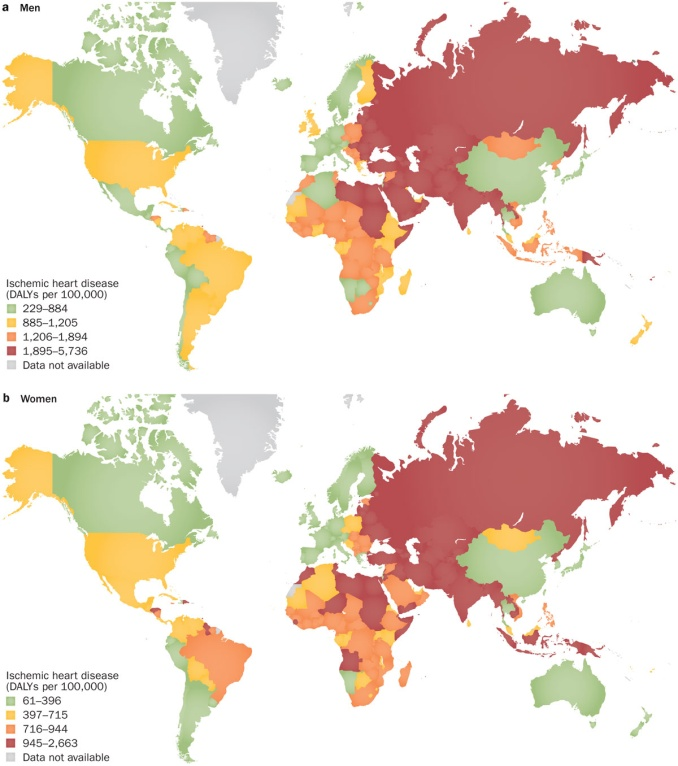 a Men
Ischemic heart disease
(DALYs per 100,000)
229–884
885–1,205
1,206–1,894
1,895–5,736
Data not available
b Women
Ischemic heart disease
(DALYs per 100,000)
61–396
397–715
716–944
945–2,663
Data not available